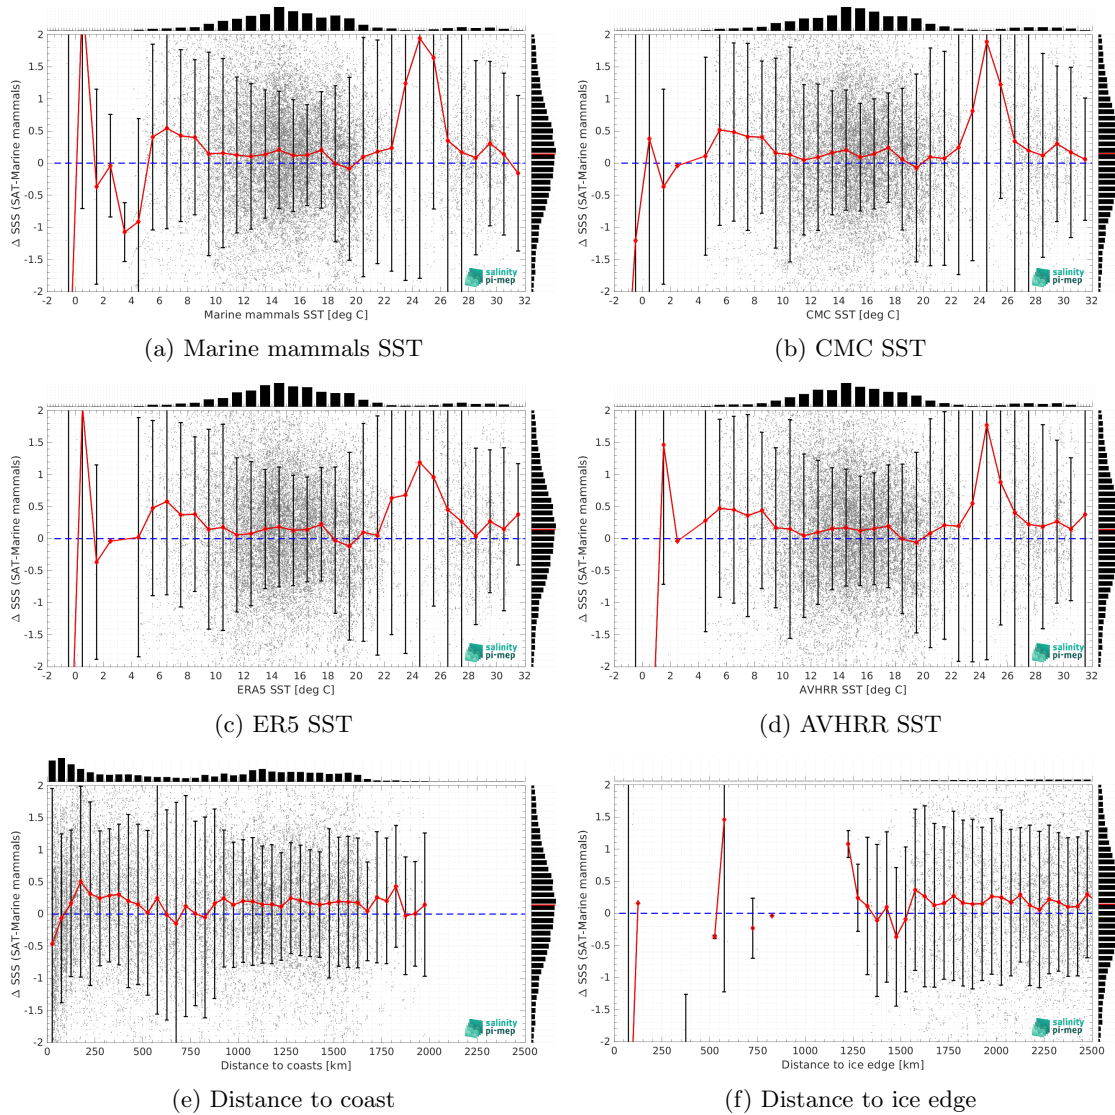 2
1.5
1
0.5
0
-0.5
-1
-1.5
-2
Δ SSS (SAT-Marine mammals)
-2 0 2 4 6 8 10 12 14 16 18 20 22 24 26 28 30 32
Marine mammals SST [deg C]
salinity
pi-mep
(a) Marine mammals SST
2
1.5
1
0.5
0
-0.5
-1
-1.5
-2
Δ SSS (SAT-Marine mammals)
-2 0 2 4 6 8 10 12 14 16 18 20 22 24 26 28 30 32
CMC SST [deg C]
salinity
pi-mep
(b) CMC SST
2
1.5
1
0.5
0
-0.5
-1
-1.5
-2
Δ SSS (SAT-Marine mammals)
-2 0 2 4 6 8 10 12 14 16 18 20 22 24 26 28 30 32
ERA5 SST [deg C]
salinity
pi-mep
(c) ER5 SST
2
1.5
1
0.5
0
-0.5
-1
-1.5
-2
Δ SSS (SAT-Marine mammals)
-2 0 2 4 6 8 10 12 14 16 18 20 22 24 26 28 30 32
AVHRR SST [deg C]
salinity
pi-mep
(d) AVHRR SST
2
1.5
1
0.5
0
-0.5
-1
-1.5
-2
Δ SSS (SAT-Marine mammals)
0 250 500 750 1000 1250 1500 1750 2000 2250 2500
Distance to coasts [km]
salinity
pi-mep
(e) Distance to coast
2
1.5
1
0.5
0
-0.5
-1
-1.5
-2
Δ SSS (SAT-Marine mammals)
0 250 500 750 1000 1250 1500 1750 2000 2250 2500
Distance to ice edge [km]
salinity
pi-mep
(f) Distance to ice edge